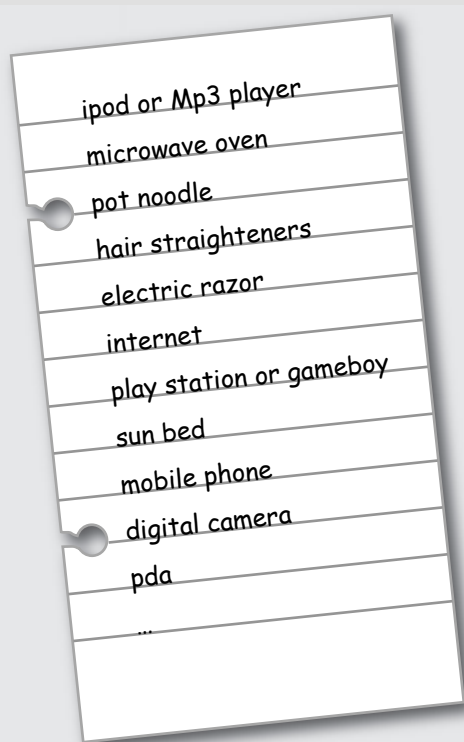 ipod or Mp3 player
microwave oven
pot noodle
hair straighteners
electric razor
internet
play station or gameboy
sun bed
mobile phone
digital camera
pda
...